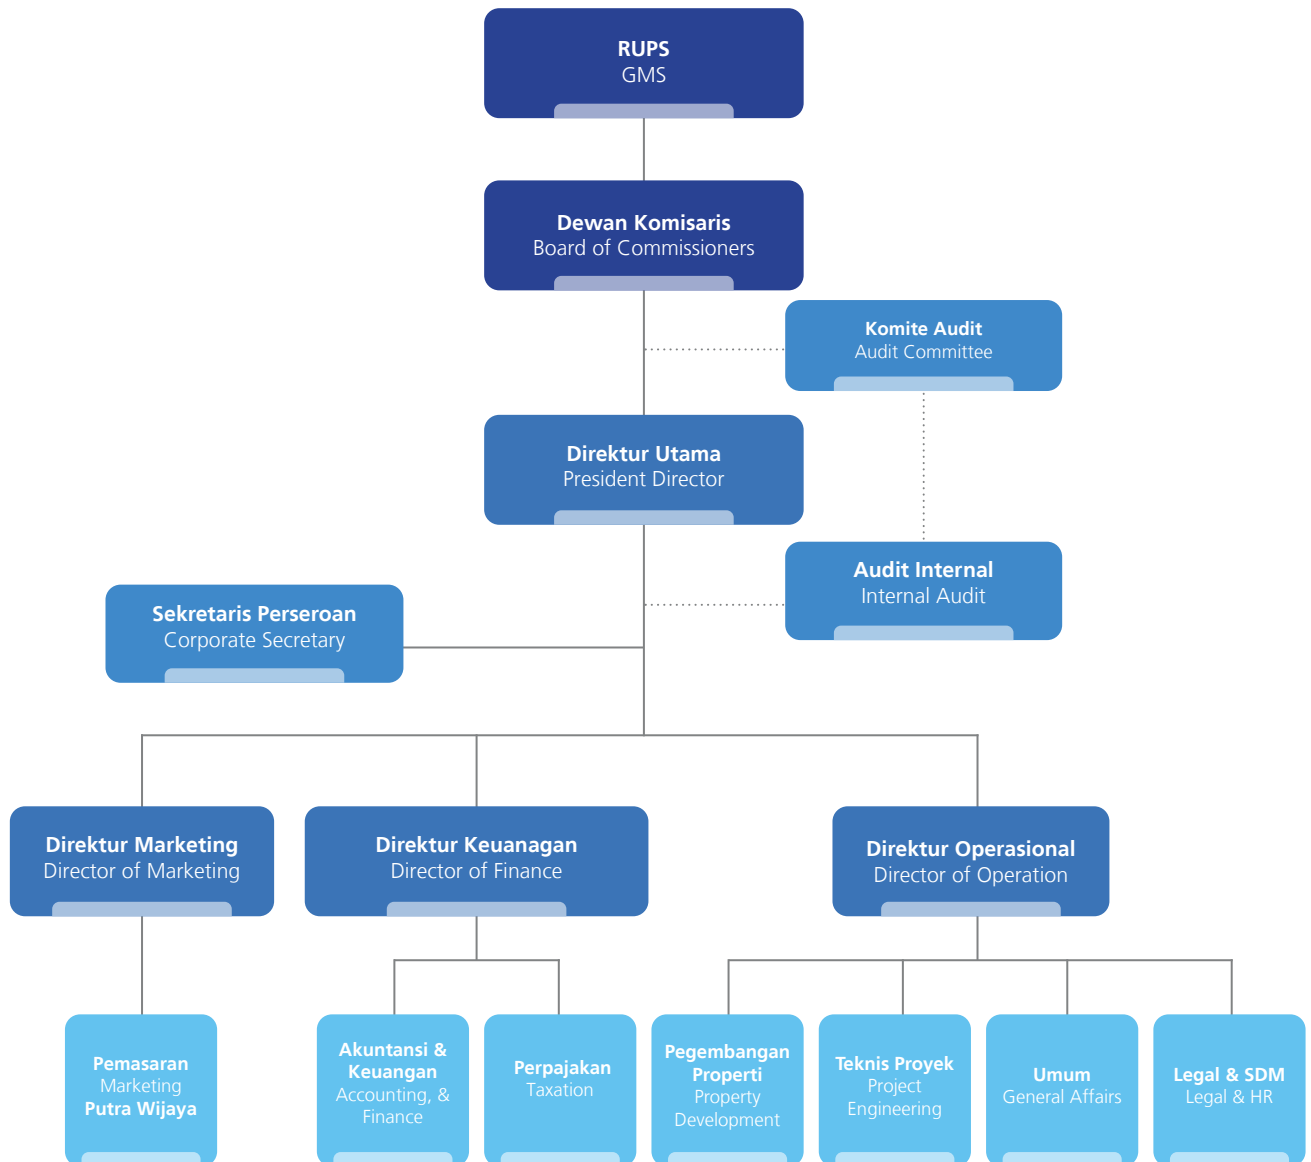 RUPS
GMS
Dewan Komisaris
Board of Commissioners
Komite Audit
Audit Committee
Direktur Utama
President Director
Audit Internal
Internal Audit
Sekretaris Perseroan
Corporate Secretary
Direktur Marketing
Director of Marketing
Direktur Keuanagan
Director of Finance
Direktur Operasional
Director of Operation
Pemasaran
Marketing
Putra Wijaya
Akuntansi &
Keuangan
Accounting, &
Finance
Perpajakan
Taxation
Pegembangan
Properti
Property
Development
Teknis Proyek
Project
Engineering
Umum
General Affairs
Legal & SDM
Legal & HR